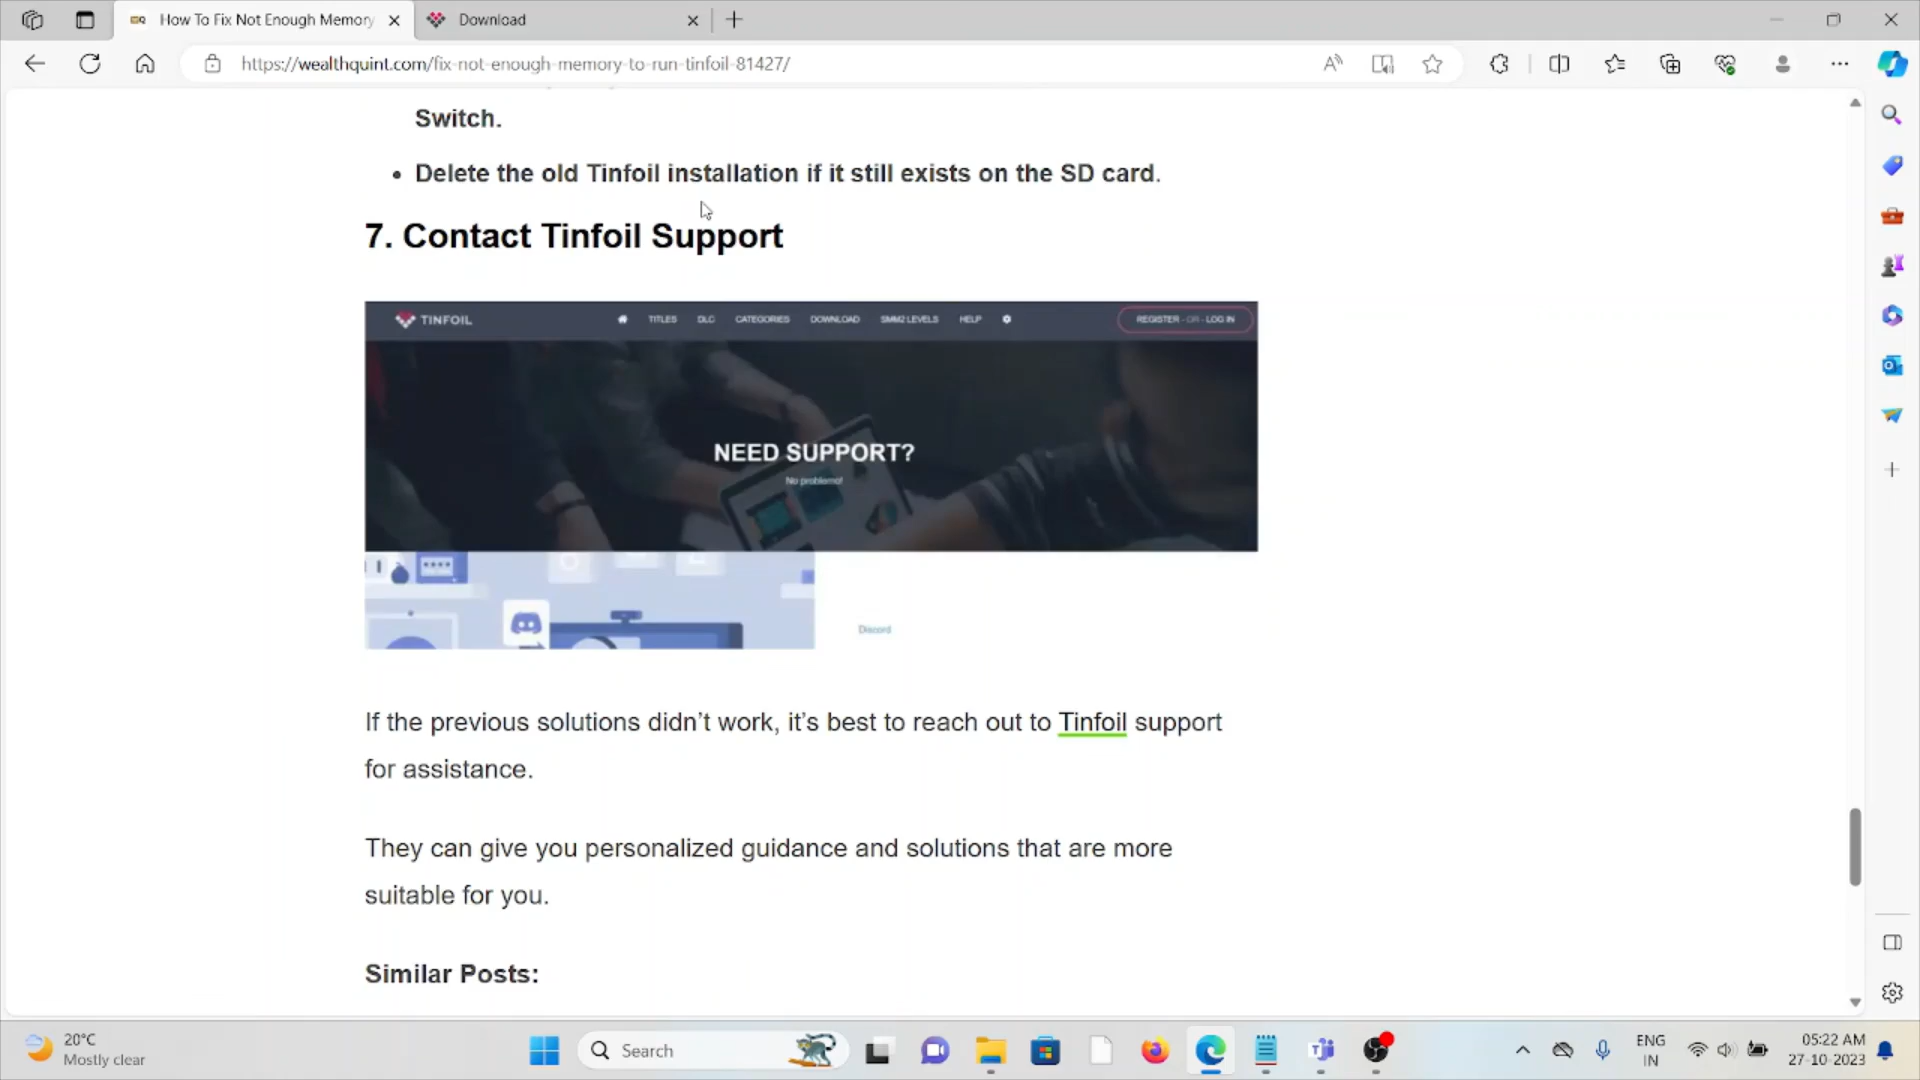 How To Fix Not Enough Memory
Download
https://wealthquint.com/fix-not-enough-memory-to-run-tinfoil-81427/
Switch.
• Delete the old Tinfoil installation if it still exists on the SD card.
7. Contact Tinfoil Support
TINFOIL
TITLES
DLC
CATEGORIES
DOWNLOAD
SMM2 LEVELS
HELP
REGISTER - OR - LOG IN
NEED SUPPORT?
No problemo!
Discord
If the previous solutions didn’t work, it’s best to reach out to Tinfoil support
for assistance.
They can give you personalized guidance and solutions that are more
suitable for you.
Similar Posts:
20°C
Mostly clear
Search
ENG
IN
05:22 AM
27-10-2023